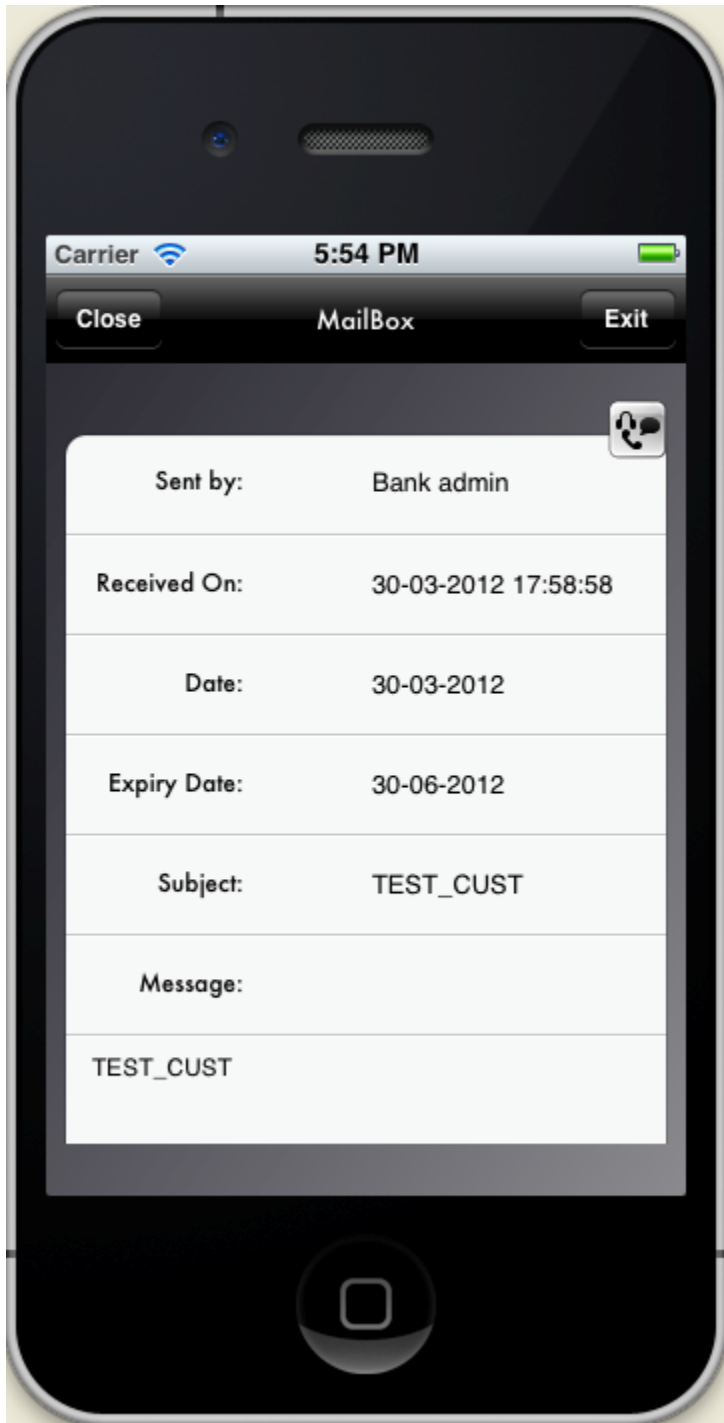 Carrier 5:54 PM
Close MailBox Exit
Sent by: Bank admin
Received On: 30-03-2012 17:58:58
Date: 30-03-2012
Expiry Date: 30-06-2012
Subject: TEST_CUST
Message:
TEST_CUST